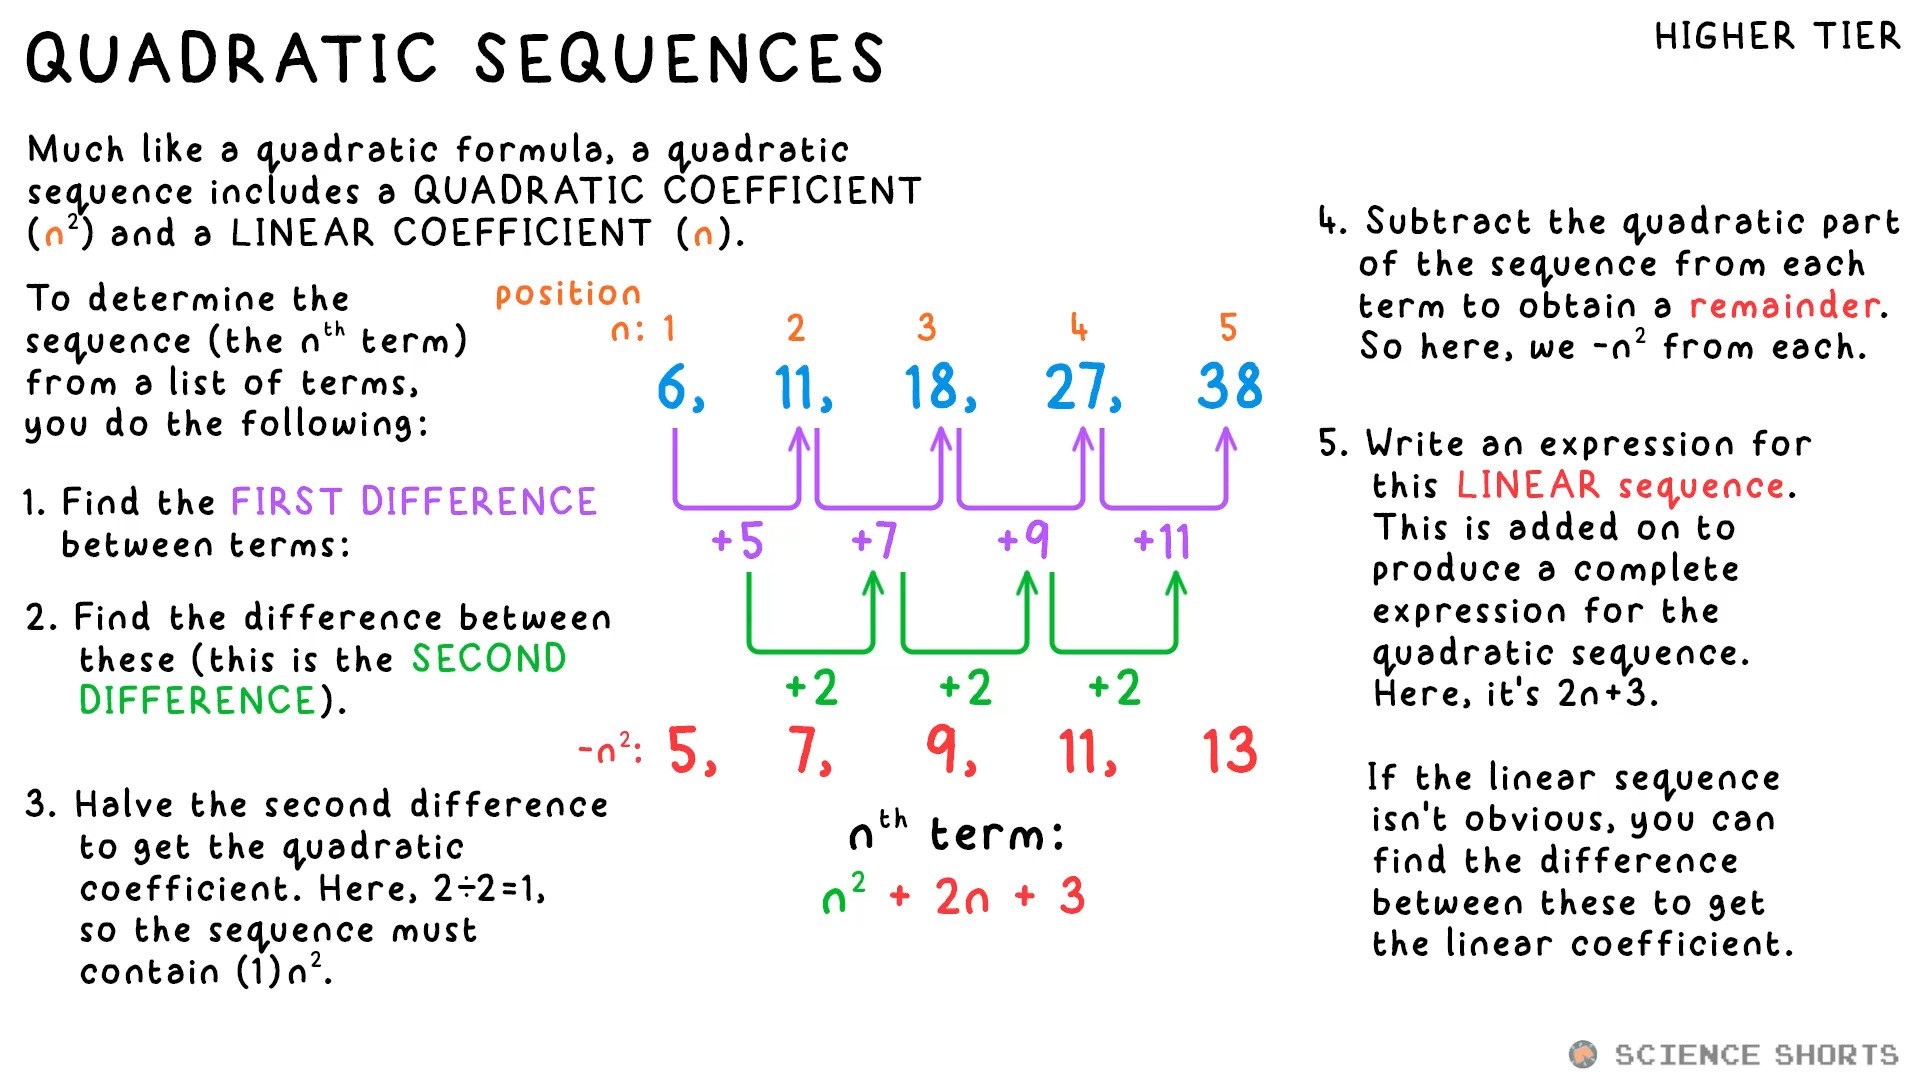 QUADRATIC SEQUENCES
HIGHER TIER
Much like a quadratic formula, a quadratic
sequence includes a QUADRATIC COEFFICIENT
(n²) and a LINEAR COEFFICIENT (n).
To determine the
sequence (the nᵗʰ term)
from a list of terms,
you do the following:
1. Find the FIRST DIFFERENCE
between terms:
2. Find the difference between
these (this is the SECOND
DIFFERENCE).
3. Halve the second difference
to get the quadratic
coefficient. Here, 2÷2=1,
so the sequence must
contain (1)n².
position
n: 1 2 3 4 5
6, 11, 18, 27, 38
+5 +7 +9 +11
+2 +2 +2
-n²: 5, 7, 9, 11, 13
nᵗʰ term:
n² + 2n + 3
4. Subtract the quadratic part
of the sequence from each
term to obtain a remainder.
So here, we -n² from each.
5. Write an expression for
this LINEAR sequence.
This is added on to
produce a complete
expression for the
quadratic sequence.
Here, it's 2n+3.
If the linear sequence
isn't obvious, you can
find the difference
between these to get
the linear coefficient.
SCIENCE SHORTS